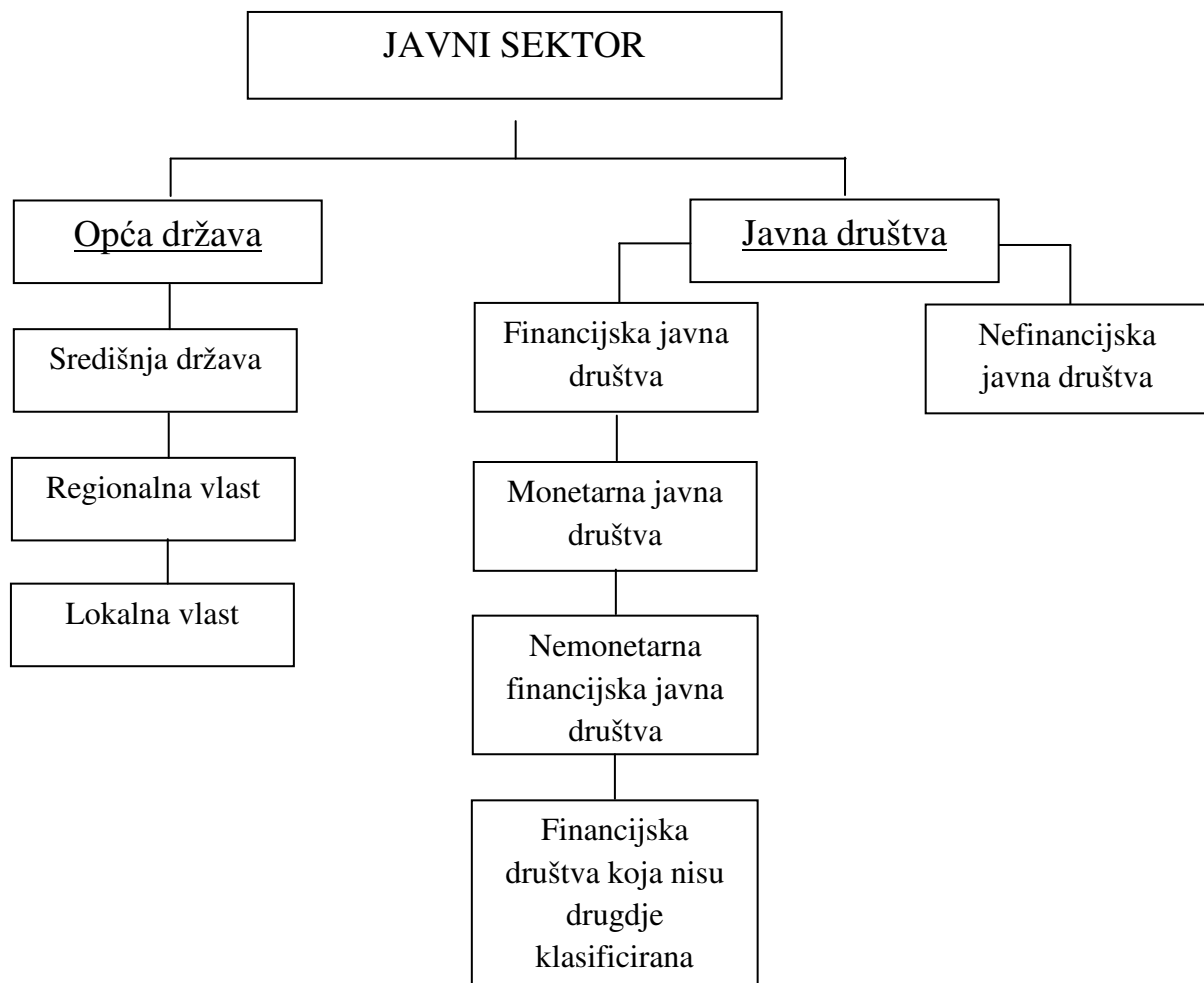 JAVNI SEKTOR
Opća država
Središnja država
Regionalna vlast
Lokalna vlast
Javna društva
Financijska javna
društva
Monetarna javna
društva
Nemonetarna
financijska javna
društva
Financijska
društva koja nisu
drugdje
klasificirana
Nefinancijska
javna društva